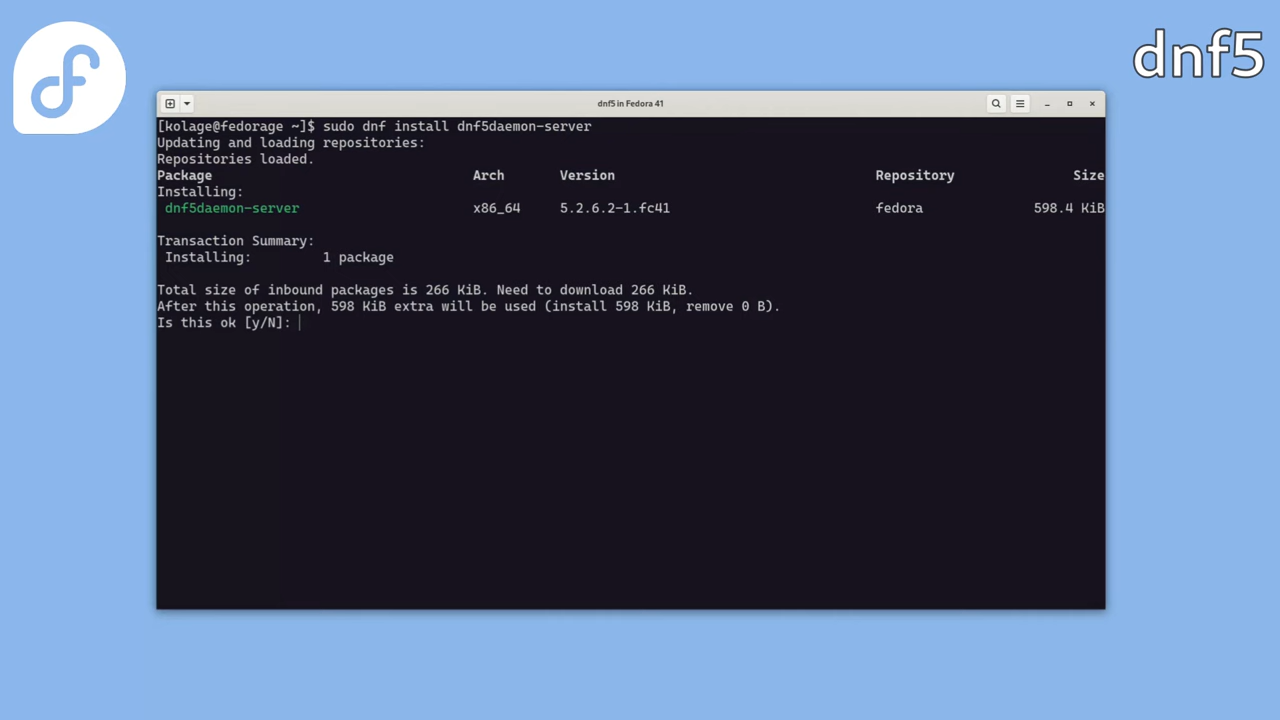 dnf5
dnf5 in Fedora 41
[kolage@fedorage ~]$ sudo dnf install dnf5daemon-server
Updating and loading repositories:
Repositories loaded.
Package Arch Version Repository Size
Installing:
dnf5daemon-server x86_64 5.2.6.2-1.fc41 fedora 598.4 KiB
Transaction Summary:
Installing: 1 package
Total size of inbound packages is 266 KiB. Need to download 266 KiB.
After this operation, 598 KiB extra will be used (install 598 KiB, remove 0 B).
Is this ok [y/N]: